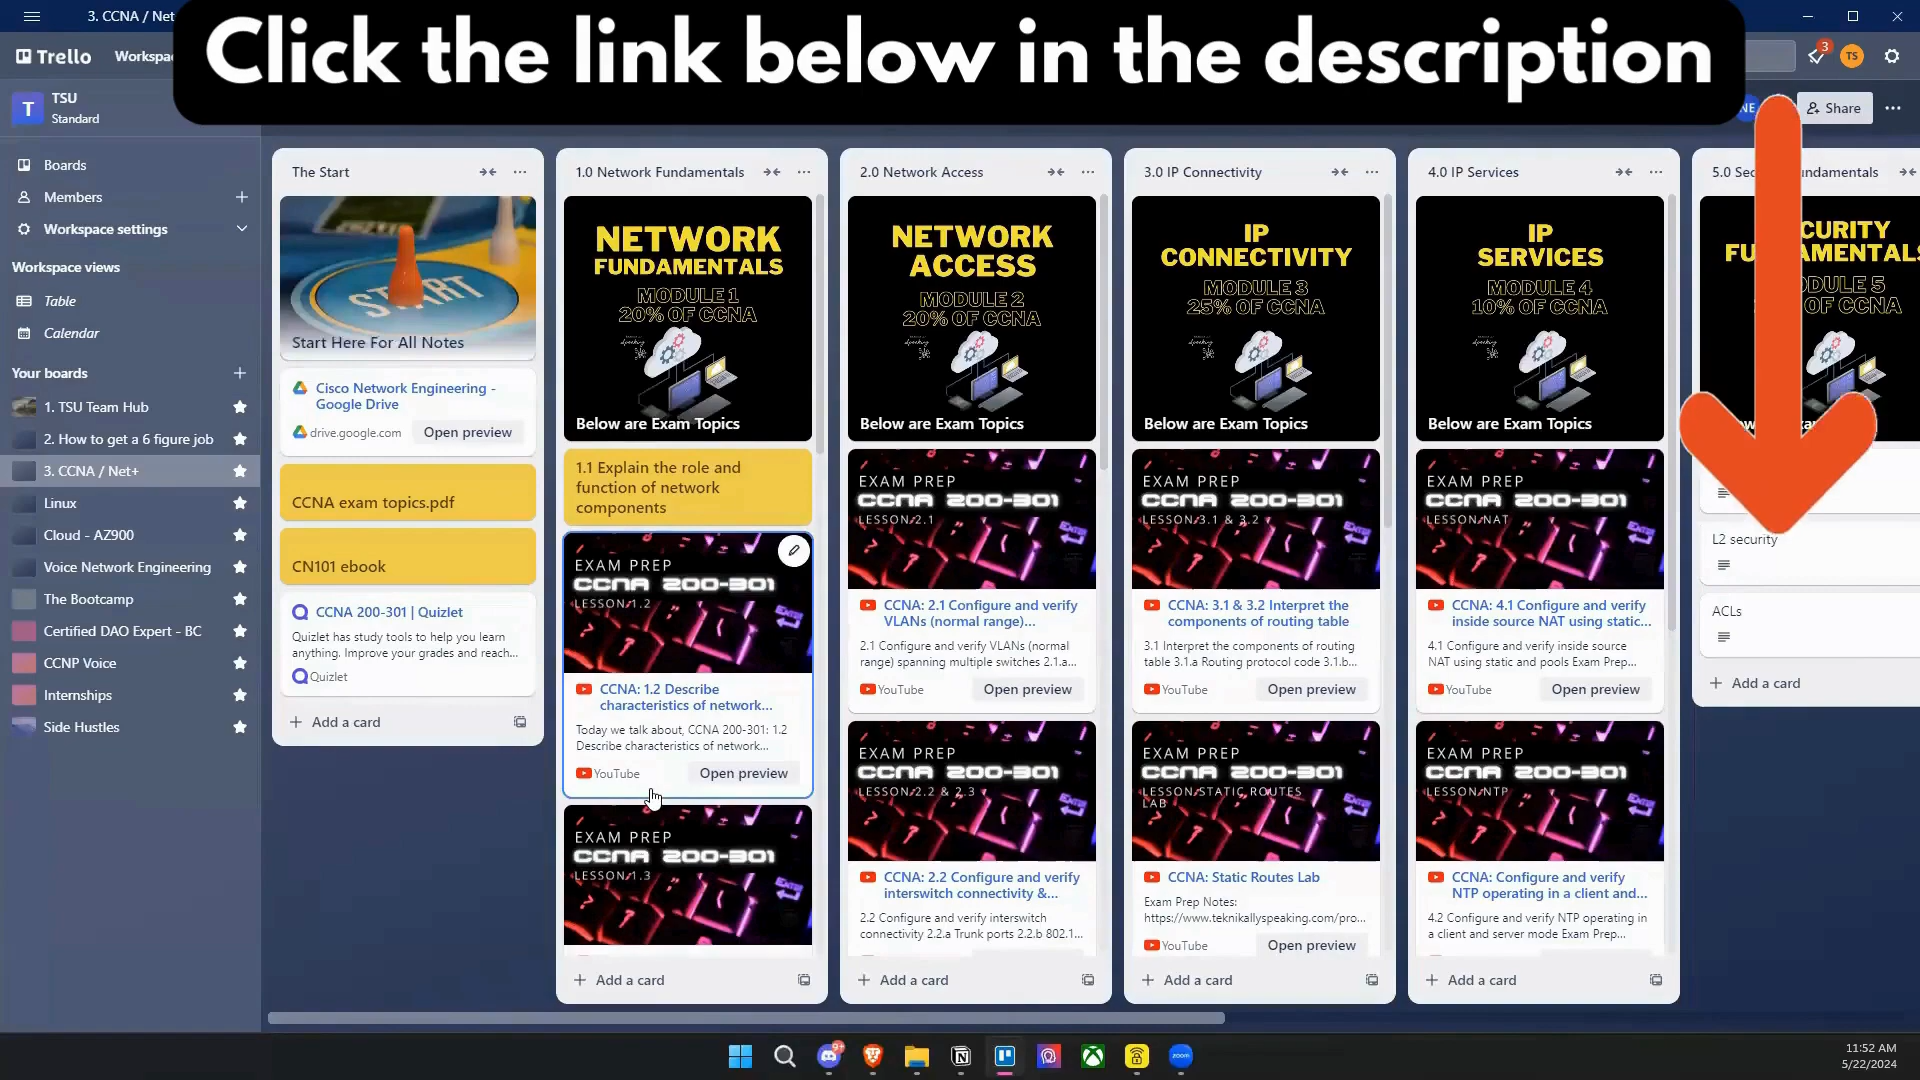 3. CCNA / Net
Click the link below in the description
Trello
Workspa
3
TS
T
TSU
Standard
NE
Share
Boards
Members
Workspace settings
Workspace views
Table
Calendar
Your boards
1. TSU Team Hub
2. How to get a 6 figure job
3. CCNA / Net+
Linux
Cloud - AZ900
Voice Network Engineering
The Bootcamp
Certified DAO Expert - BC
CCNP Voice
Internships
Side Hustles
The Start
START
Start Here For All Notes
Cisco Network Engineering -
Google Drive
drive.google.com
Open preview
CCNA exam topics.pdf
CN101 ebook
CCNA 200-301 | Quizlet
Quizlet has study tools to help you learn
anything. Improve your grades and reach...
Quizlet
Add a card
1.0 Network Fundamentals
NETWORK
FUNDAMENTALS
MODULE 1
20% OF CCNA
Below are Exam Topics
1.1 Explain the role and
function of network
components
EXAM PREP
CCNA 200-301
LESSON 1.2
CCNA: 1.2 Describe
characteristics of network...
Today we talk about, CCNA 200-301: 1.2
Describe characteristics of network...
YouTube
Open preview
EXAM PREP
CCNA 200-301
LESSON 1.3
Add a card
2.0 Network Access
NETWORK
ACCESS
MODULE 2
20% OF CCNA
Below are Exam Topics
EXAM PREP
CCNA 200-301
LESSON 2.1
CCNA: 2.1 Configure and verify
VLANs (normal range)...
2.1 Configure and verify VLANs (normal
range) spanning multiple switches 2.1.a...
YouTube
Open preview
EXAM PREP
CCNA 200-301
LESSON 2.2 & 2.3
CCNA: 2.2 Configure and verify
interswitch connectivity &...
2.2 Configure and verify interswitch
connectivity 2.2.a Trunk ports 2.2.b 802.1...
Add a card
3.0 IP Connectivity
IP
CONNECTIVITY
MODULE 3
25% OF CCNA
Below are Exam Topics
EXAM PREP
CCNA 200-301
LESSON 3.1 & 3.2
CCNA: 3.1 & 3.2 Interpret the
components of routing table
3.1 Interpret the components of routing
table 3.1.a Routing protocol code 3.1.b...
YouTube
Open preview
EXAM PREP
CCNA 200-301
LESSON STATIC ROUTES
LAB
CCNA: Static Routes Lab
Exam Prep Notes:
https://www.teknikallyspeaking.com/pro...
YouTube
Open preview
Add a card
4.0 IP Services
IP
SERVICES
MODULE 4
10% OF CCNA
Below are Exam Topics
EXAM PREP
CCNA 200-301
LESSON NAT
CCNA: 4.1 Configure and verify
inside source NAT using static...
4.1 Configure and verify inside source
NAT using static and pools Exam Prep...
YouTube
Open preview
EXAM PREP
CCNA 200-301
LESSON NTP
CCNA: Configure and verify
NTP operating in a client and...
4.2 Configure and verify NTP operating in
a client and server mode Exam Prep...
Add a card
5.0 Sec undamentals
CURITY
FU AMENTALS
ODULE 5
OF CCNA
L2 security
ACLs
Add a card
9+
zoom
11:52 AM
5/22/2024